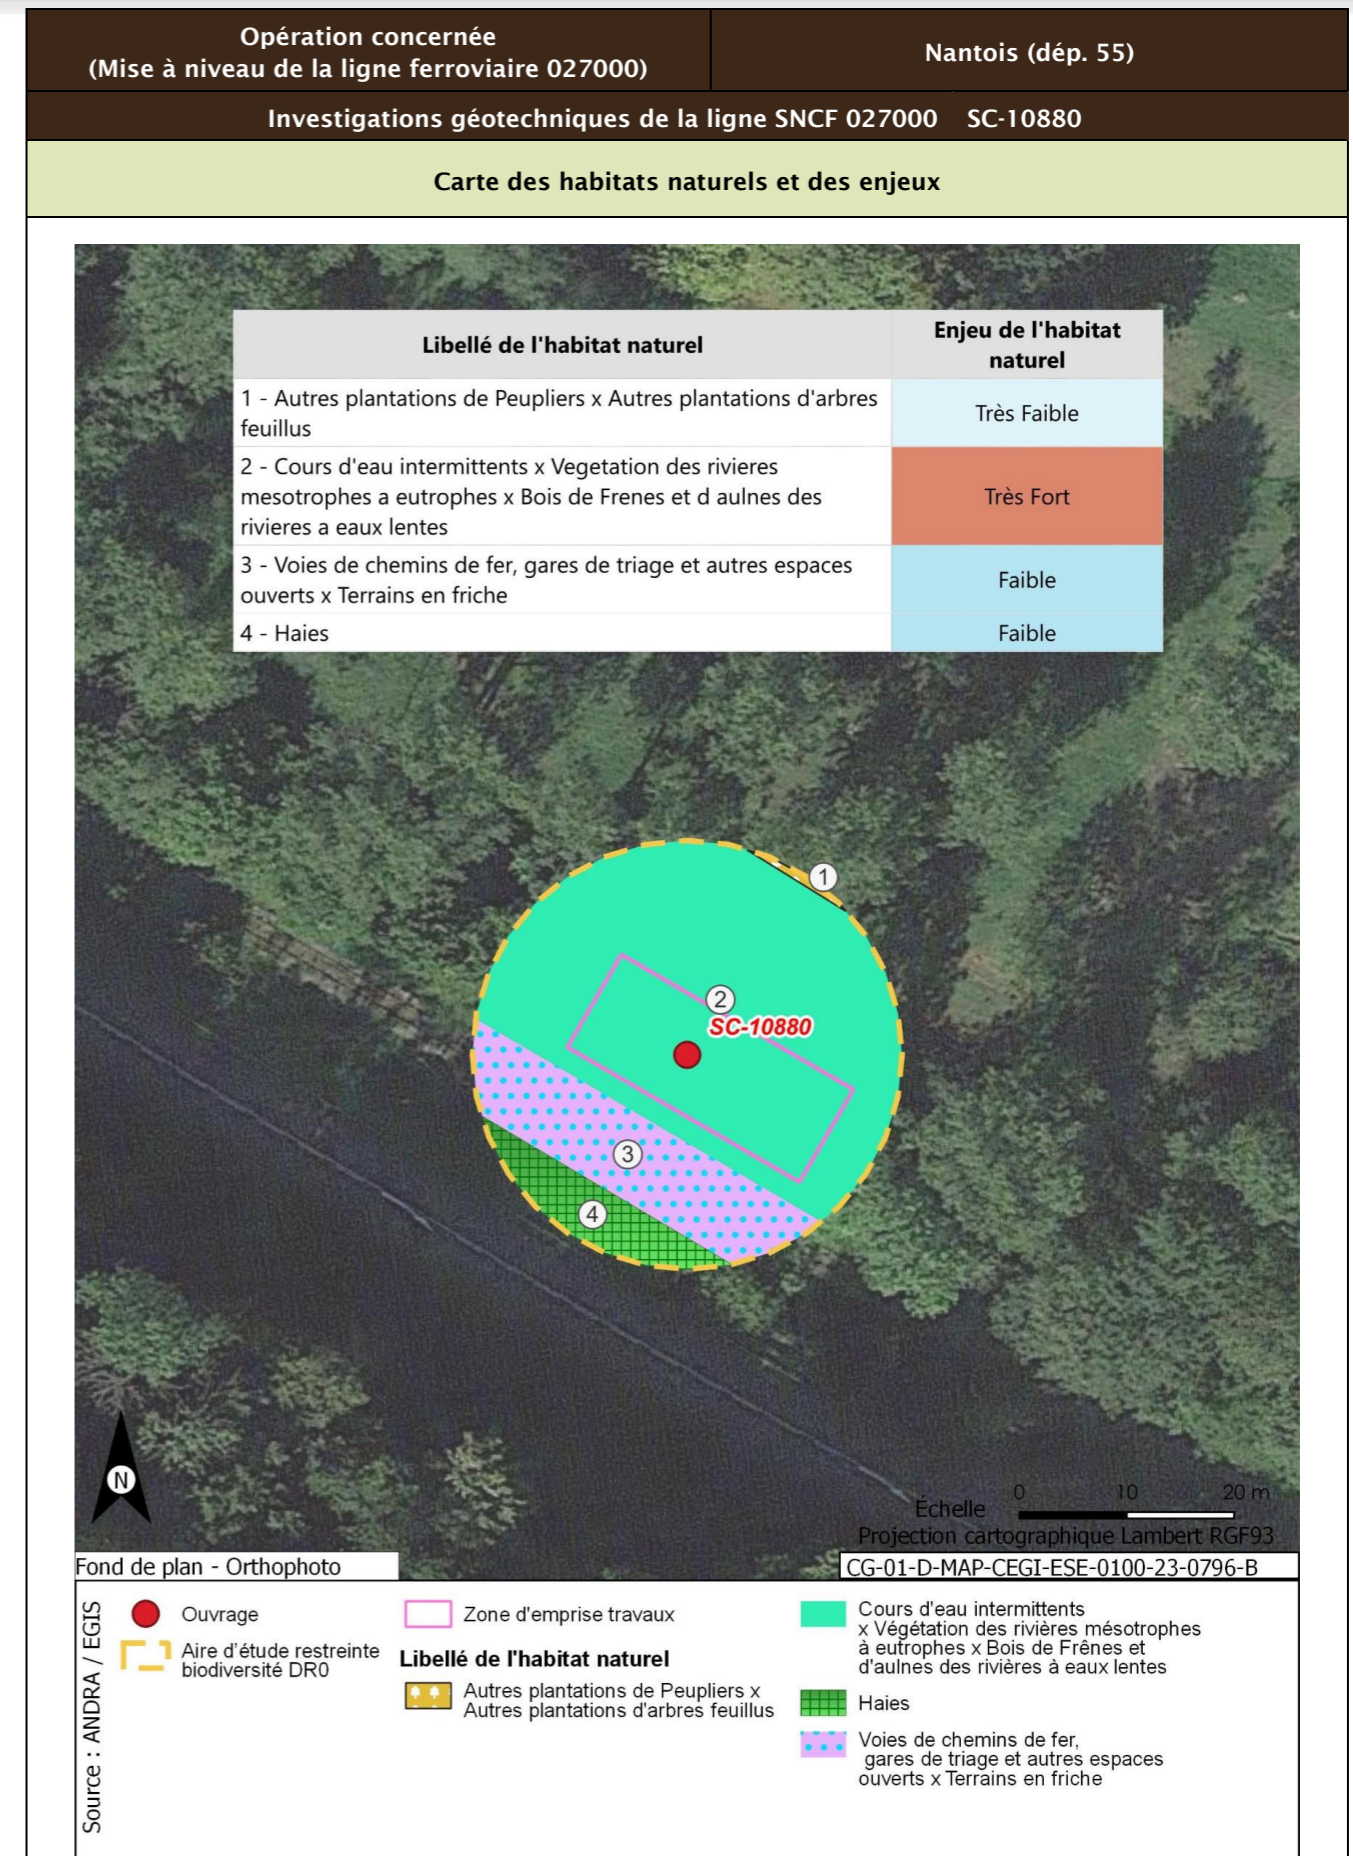 Opération concernée
(Mise à niveau de la ligne ferroviaire 027000)
Nantois (dép. 55)
Investigations géotechniques de la ligne SNCF 027000 SC-10880
Carte des habitats naturels et des enjeux
Libellé de l'habitat naturel
Enjeu de l'habitat
naturel
1 - Autres plantations de Peupliers x Autres plantations d'arbres
feuillus
Très Faible
2 - Cours d'eau intermittents x Vegetation des rivieres
mesotrophes a eutrophes x Bois de Frenes et d aulnes des
rivieres a eaux lentes
Très Fort
3 - Voies de chemins de fer, gares de triage et autres espaces
ouverts x Terrains en friche
Faible
4 - Haies
Faible
1
2
SC-10880
3
4
N
Échelle
0 10 20 m
Projection cartographique Lambert RGF93
Fond de plan - Orthophoto
CG-01-D-MAP-CEGI-ESE-0100-23-0796-B
Source : ANDRA / EGIS
Ouvrage
Aire d'étude restreinte
biodiversité DR0
Zone d'emprise travaux
Libellé de l'habitat naturel
Autres plantations de Peupliers x
Autres plantations d'arbres feuillus
Cours d'eau intermittents
x Végétation des rivières mésotrophes
à eutrophes x Bois de Frênes et
d'aulnes des rivières à eaux lentes
Haies
Voies de chemins de fer,
gares de triage et autres espaces
ouverts x Terrains en friche